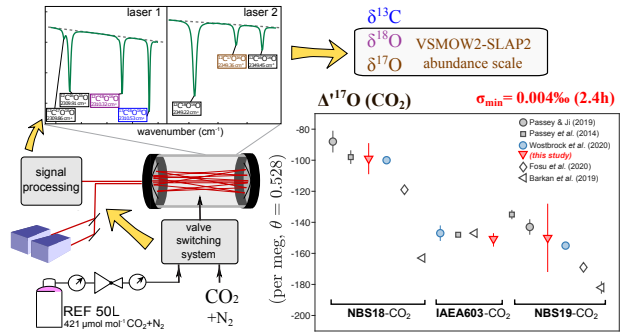 laser 1
laser 2
wavenumber (cm⁻¹)
δ¹³C
δ¹⁸O
δ¹⁷O
VSMOW2-SLAP2
abundance scale
signal
processing
valve
switching
system
REF 50L
421 μmol mol⁻¹ CO₂+N₂
CO₂
+N₂
Δ'¹⁷O (CO₂)
σmin= 0.004‰ (2.4h)
(per meg, θ = 0.528)
-80
-100
-120
-140
-160
-180
-200
Passey & Ji (2019)
Passey et al. (2014)
Wostbrock et al. (2020)
(this study)
Fosu et al. (2020)
Barkan et al. (2019)
NBS18-CO₂
IAEA603-CO₂
NBS19-CO₂